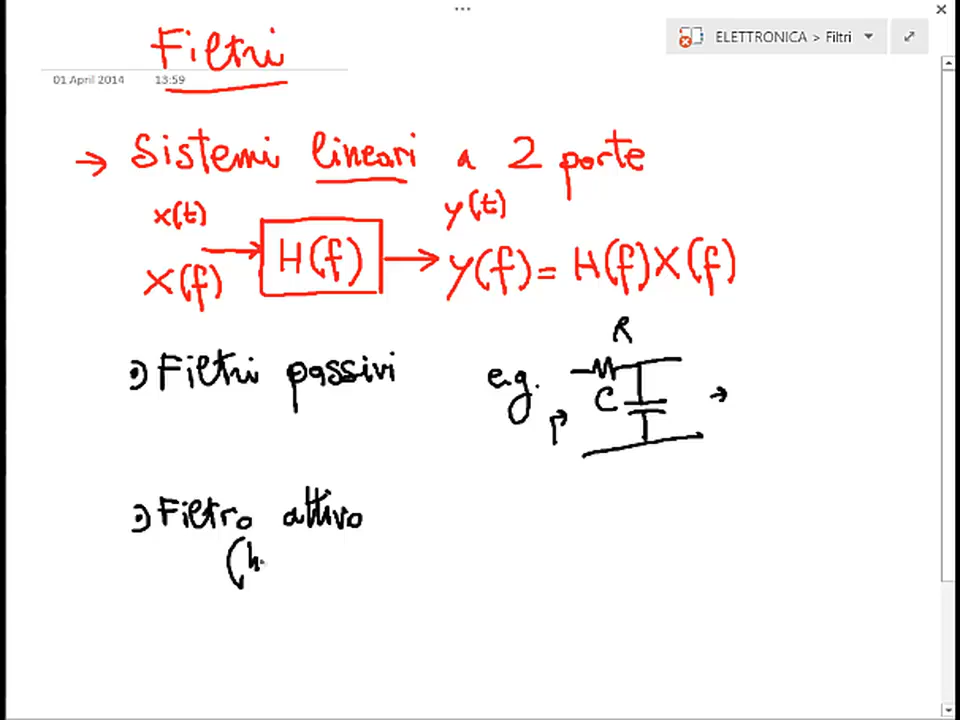 ELETTRONICA > Filtri
Filtri
01 April 2014 13:59
→ Sistemi lineari a 2 porte
x(t) y(t)
X(f) → H(f) → Y(f) = H(f)X(f)
•) Filtri passivi e.g. R
C
•) Filtro attivo